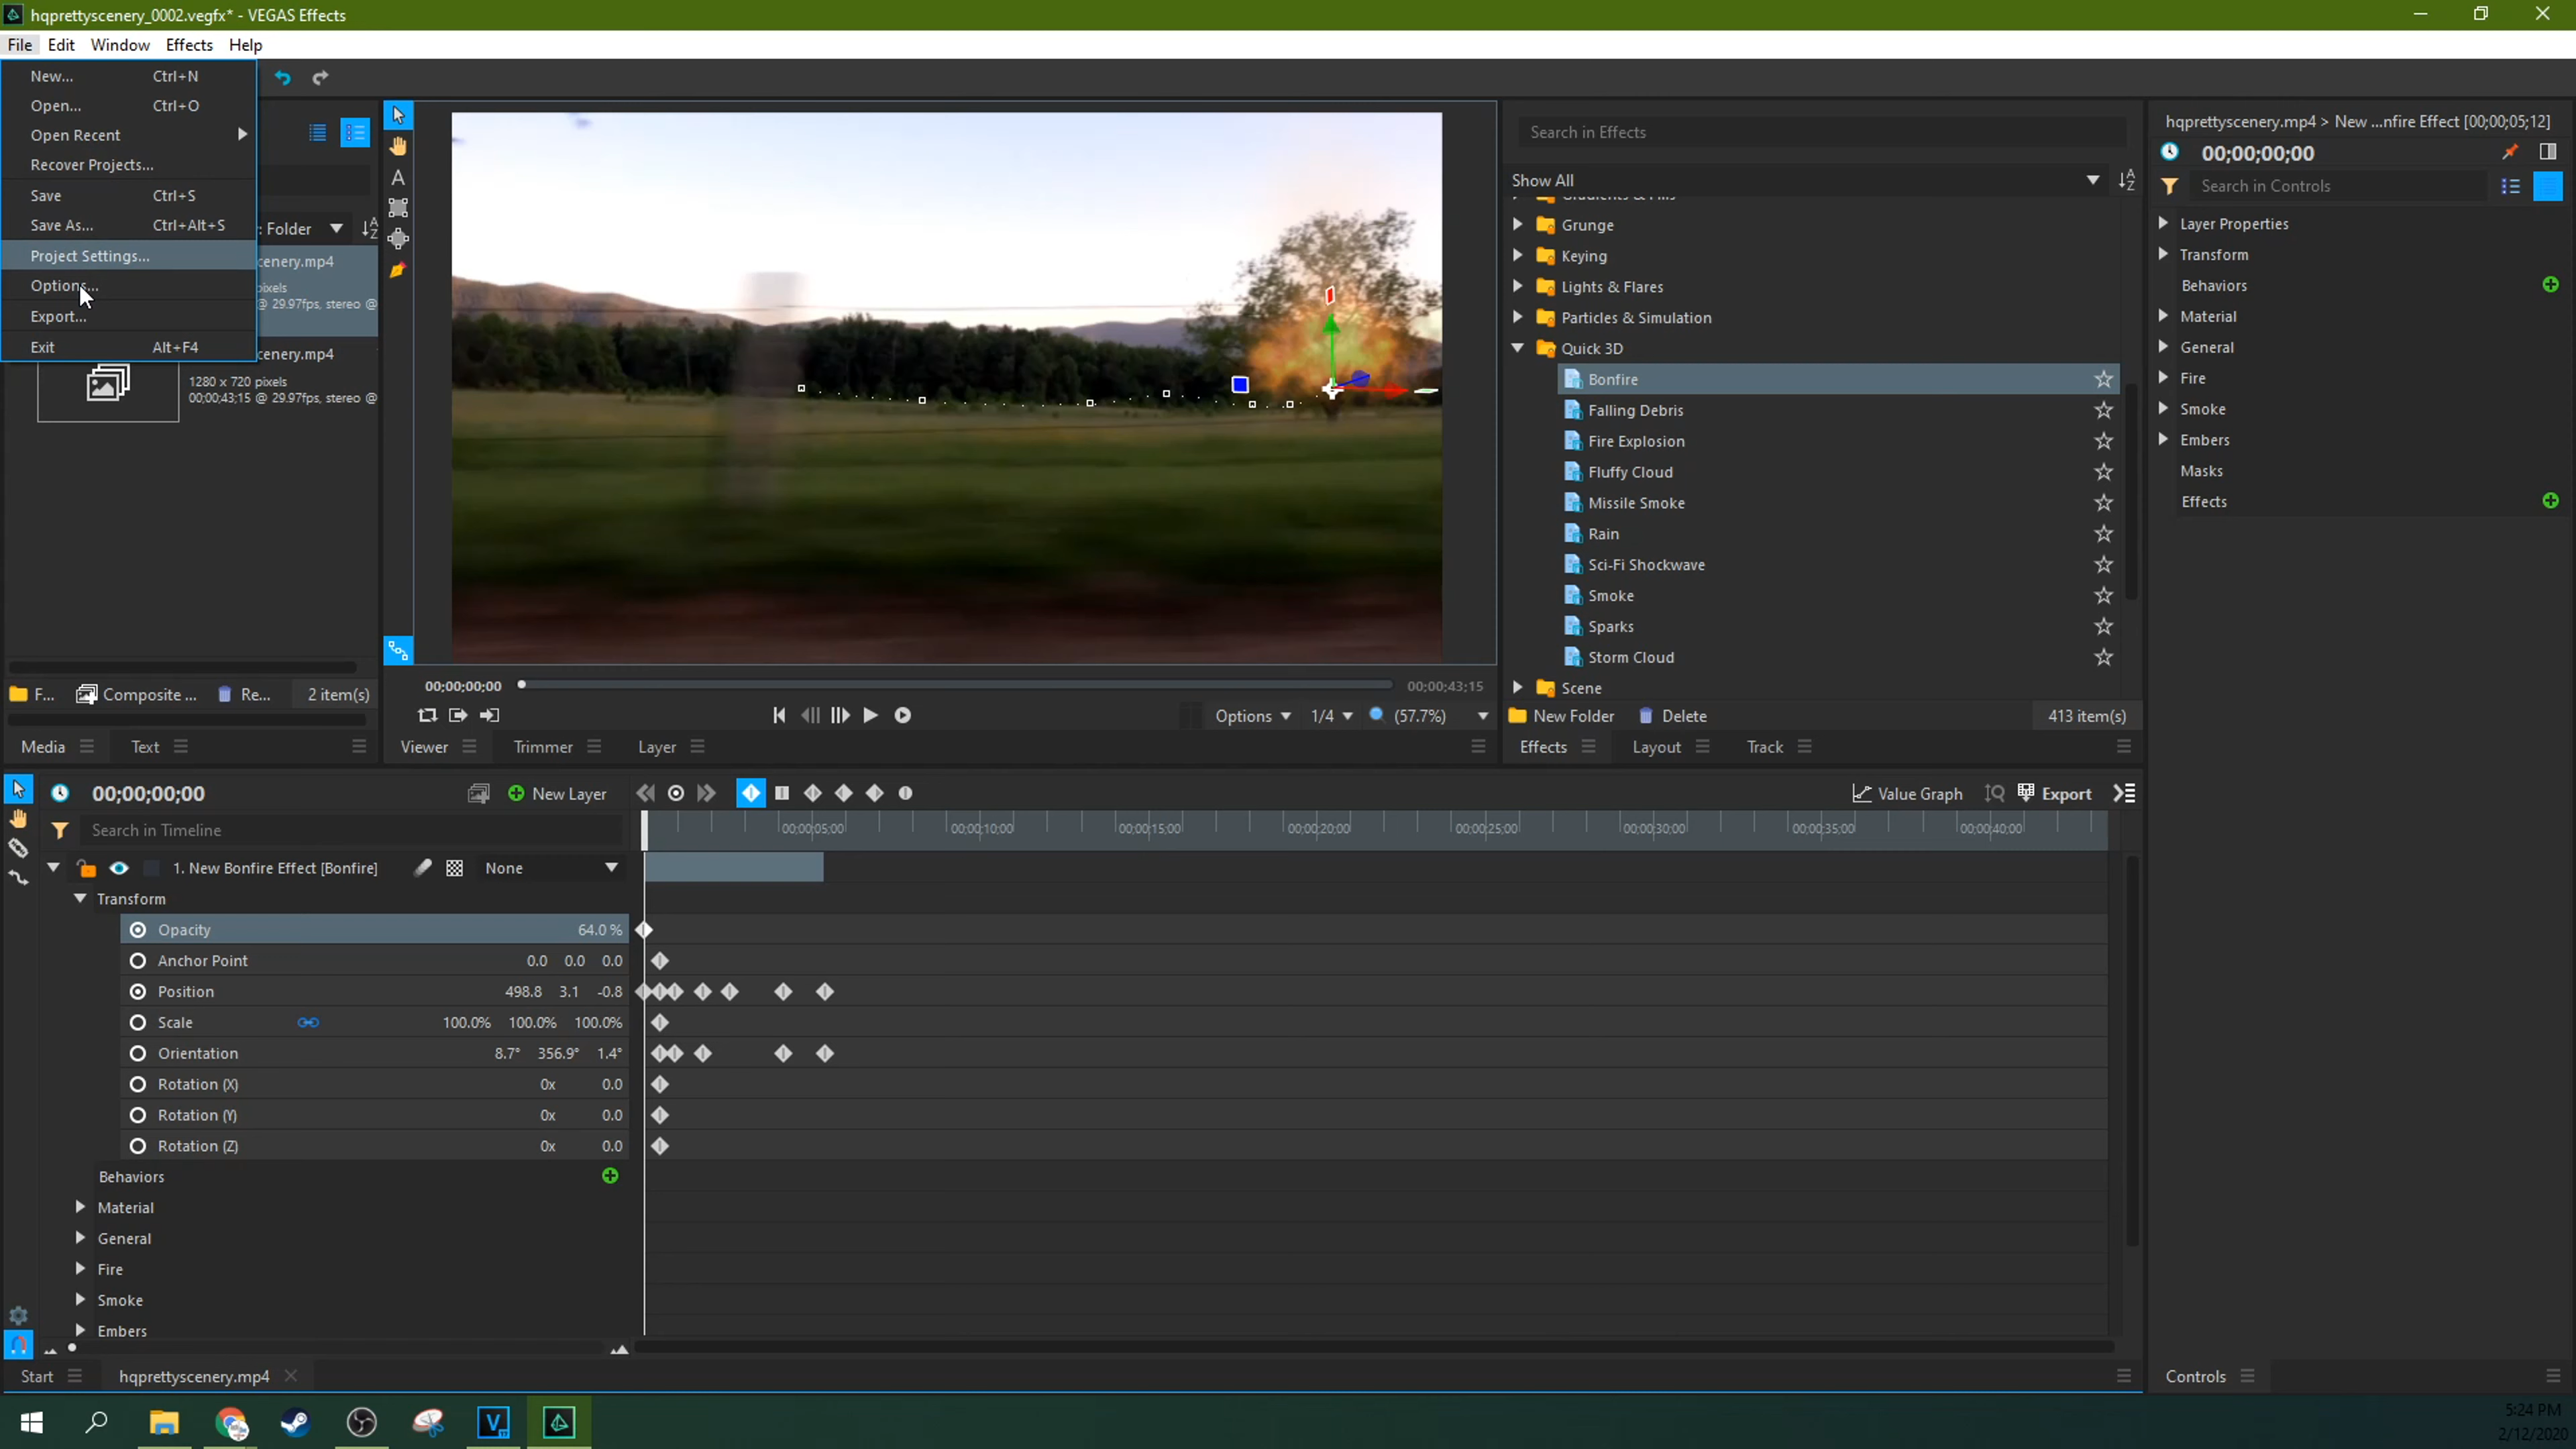 hqprettyscenery_0002.vegfx* - VEGAS Effects
File Edit Window Effects Help
New... Ctrl+N
Open... Ctrl+O
Open Recent
Recover Projects...
Save Ctrl+S
Save As... Ctrl+Alt+S
Project Settings...
Options...
Export...
Exit Alt+F4
: Folder
cenery.mp4
pixels
@ 29.97fps, stereo @
cenery.mp4
1280 x 720 pixels
00;00;43;15 @ 29.97fps, stereo @
F... Composite ... Re... 2 item(s)
Media Text
00;00;00;00 00;00;43;15
Options 1/4 (57.7%)
Viewer Trimmer Layer
Search in Effects
Show All
Grunge
Keying
Lights & Flares
Particles & Simulation
Quick 3D
Bonfire
Falling Debris
Fire Explosion
Fluffy Cloud
Missile Smoke
Rain
Sci-Fi Shockwave
Smoke
Sparks
Storm Cloud
Scene
New Folder Delete 413 item(s)
Effects Layout Track
hqprettyscenery.mp4 > New ...nfire Effect [00;00;05;12]
00;00;00;00
Search in Controls
Layer Properties
Transform
Behaviors
Material
General
Fire
Smoke
Embers
Masks
Effects
00;00;00;00 New Layer Value Graph Export
Search in Timeline
00;00;05;00 00;00;10;00 00;00;15;00 00;00;20;00 00;00;25;00 00;00;30;00 00;00;35;00 00;00;40;00
1. New Bonfire Effect [Bonfire] None
Transform
Opacity 64.0 %
Anchor Point 0.0 0.0 0.0
Position 498.8 3.1 -0.8
Scale 100.0% 100.0% 100.0%
Orientation 8.7° 356.9° 1.4°
Rotation (X) 0x 0.0
Rotation (Y) 0x 0.0
Rotation (Z) 0x 0.0
Behaviors
Material
General
Fire
Smoke
Embers
Start hqprettyscenery.mp4
Controls
5:24 PM
2/12/2020